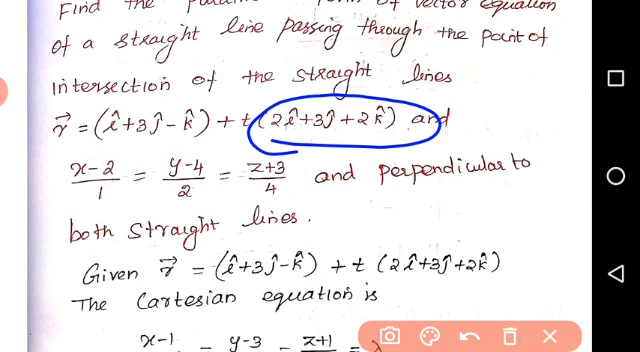 Find the form of vector equation
of a straight line passing through the point of
intersection of the straight lines
r⃗ = (î+3ĵ-k̂) + t(2î+3ĵ+2k̂) and
x-2/1 = y-4/2 = z+3/4 and perpendicular to
both straight lines.
Given r⃗ = (î+3ĵ-k̂) + t (2î+3ĵ+2k̂)
The Cartesian equation is
x-1 = y-3 = z+1 = λ